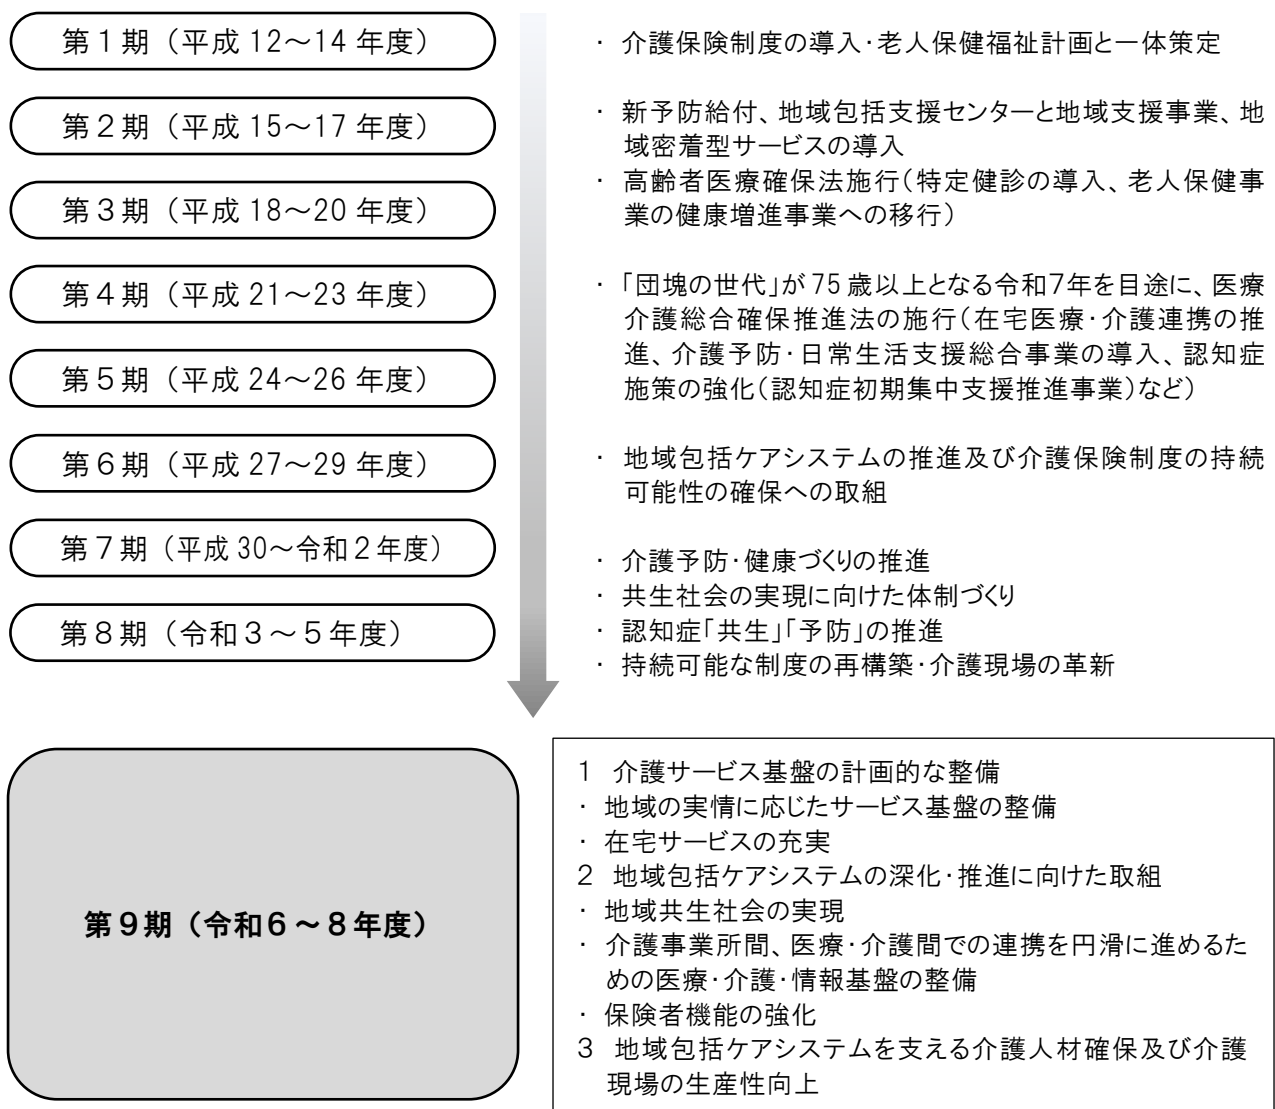 第１期（平成 12～14 年度）
・ 介護保険制度の導入・老人保健福祉計画と一体策定
第２期（平成 15～17 年度）
・ 新予防給付、地域包括支援センターと地域支援事業、地
域密着型サービスの導入
第３期（平成 18～20 年度）
・ 高齢者医療確保法施行（特定健診の導入、老人保健事
業の健康増進事業への移行）
第４期（平成 21～23 年度）
・ 「団塊の世代」が 75 歳以上となる令和７年を目途に、医療
介護総合確保推進法の施行（在宅医療・介護連携の推
進、介護予防・日常生活支援総合事業の導入、認知症
施策の強化（認知症初期集中支援推進事業）など）
第５期（平成 24～26 年度）
第６期（平成 27～29 年度）
・ 地域包括ケアシステムの推進及び介護保険制度の持続
可能性の確保への取組
第７期（平成 30～令和２年度）
・ 介護予防・健康づくりの推進
・ 共生社会の実現に向けた体制づくり
第８期（令和３～５年度）
・ 認知症「共生」「予防」の推進
・ 持続可能な制度の再構築・介護現場の革新
第９期（令和６～８年度）
１ 介護サービス基盤の計画的な整備
・ 地域の実情に応じたサービス基盤の整備
・ 在宅サービスの充実
２ 地域包括ケアシステムの深化・推進に向けた取組
・ 地域共生社会の実現
・ 介護事業所間、医療・介護間での連携を円滑に進めるた
めの医療・介護・情報基盤の整備
・ 保険者機能の強化
３ 地域包括ケアシステムを支える介護人材確保及び介護
現場の生産性向上